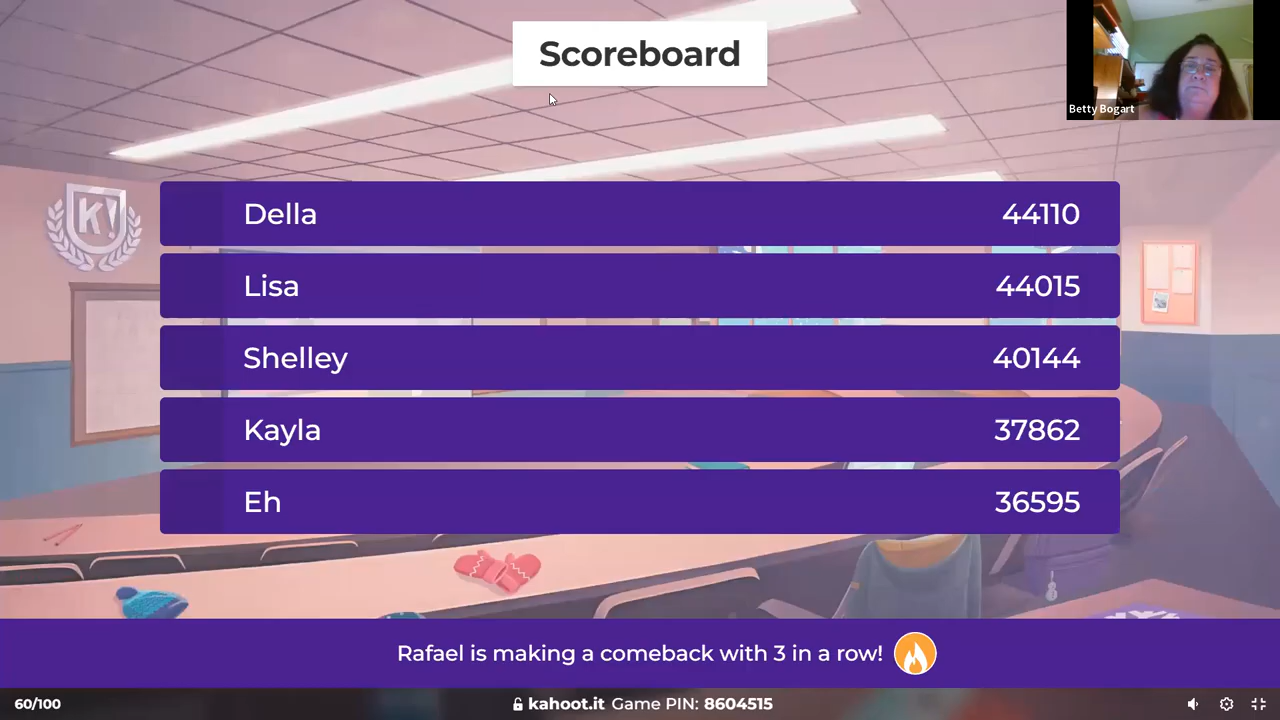 Scoreboard
Betty Bogart
K!
Della 44110
Lisa 44015
Shelley 40144
Kayla 37862
Eh 36595
Rafael is making a comeback with 3 in a row!
60/100
kahoot.it Game PIN: 8604515